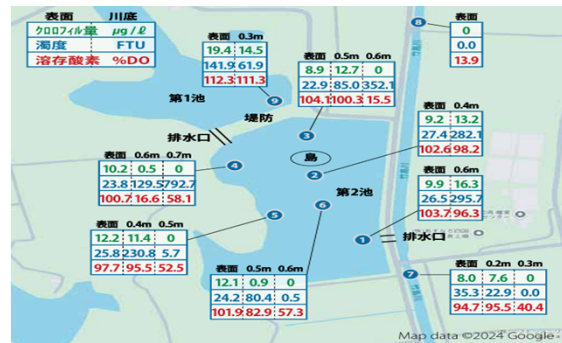 表面 川底
クロロフィル量 μg/ℓ
濁度 FTU
溶存酸素 %DO
表面 0.3m
19.4 14.5
141.9 61.9
112.3 111.3
9
第1池
堤防
排水口
表面 0.5m 0.6m
8.9 12.7 0
22.9 85.0 352.1
104.1 100.3 15.5
3
8
表面
0
0.0
13.9
表面 0.4m
9.2 13.2
27.4 282.1
102.6 98.2
島
2
表面 0.6m 0.7m
10.2 0.5 0
23.8 129.5 792.7
100.7 16.6 58.1
4
第2池
表面 0.6m
9.9 16.3
26.5 295.7
103.7 96.3
6
5
1
排水口
表面 0.4m 0.5m
12.2 11.4 0
25.8 230.8 5.7
97.7 95.5 52.5
表面 0.5m 0.6m
12.1 0.9 0
24.2 80.4 0.5
101.9 82.9 57.3
7
表面 0.2m 0.3m
8.0 7.6 0
35.3 22.9 0.0
94.7 95.5 40.4
Map data ©2024 Google